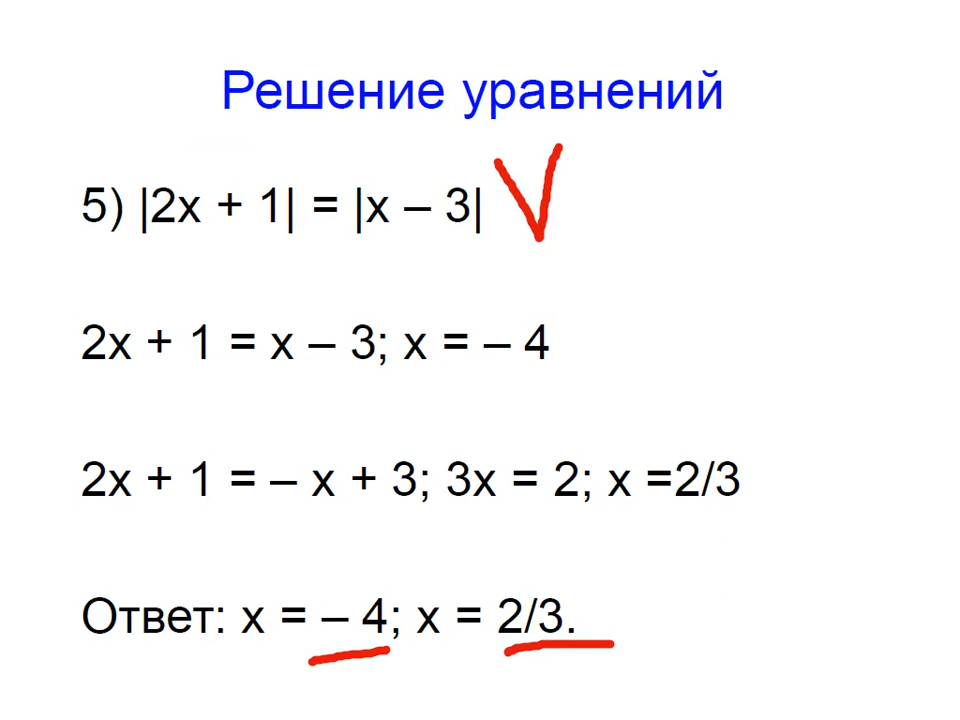 Решение уравнений
5) |2x + 1| = |x – 3|
2x + 1 = x – 3; x = – 4
2x + 1 = – x + 3; 3x = 2; x =2/3
Ответ: x = – 4; x = 2/3.